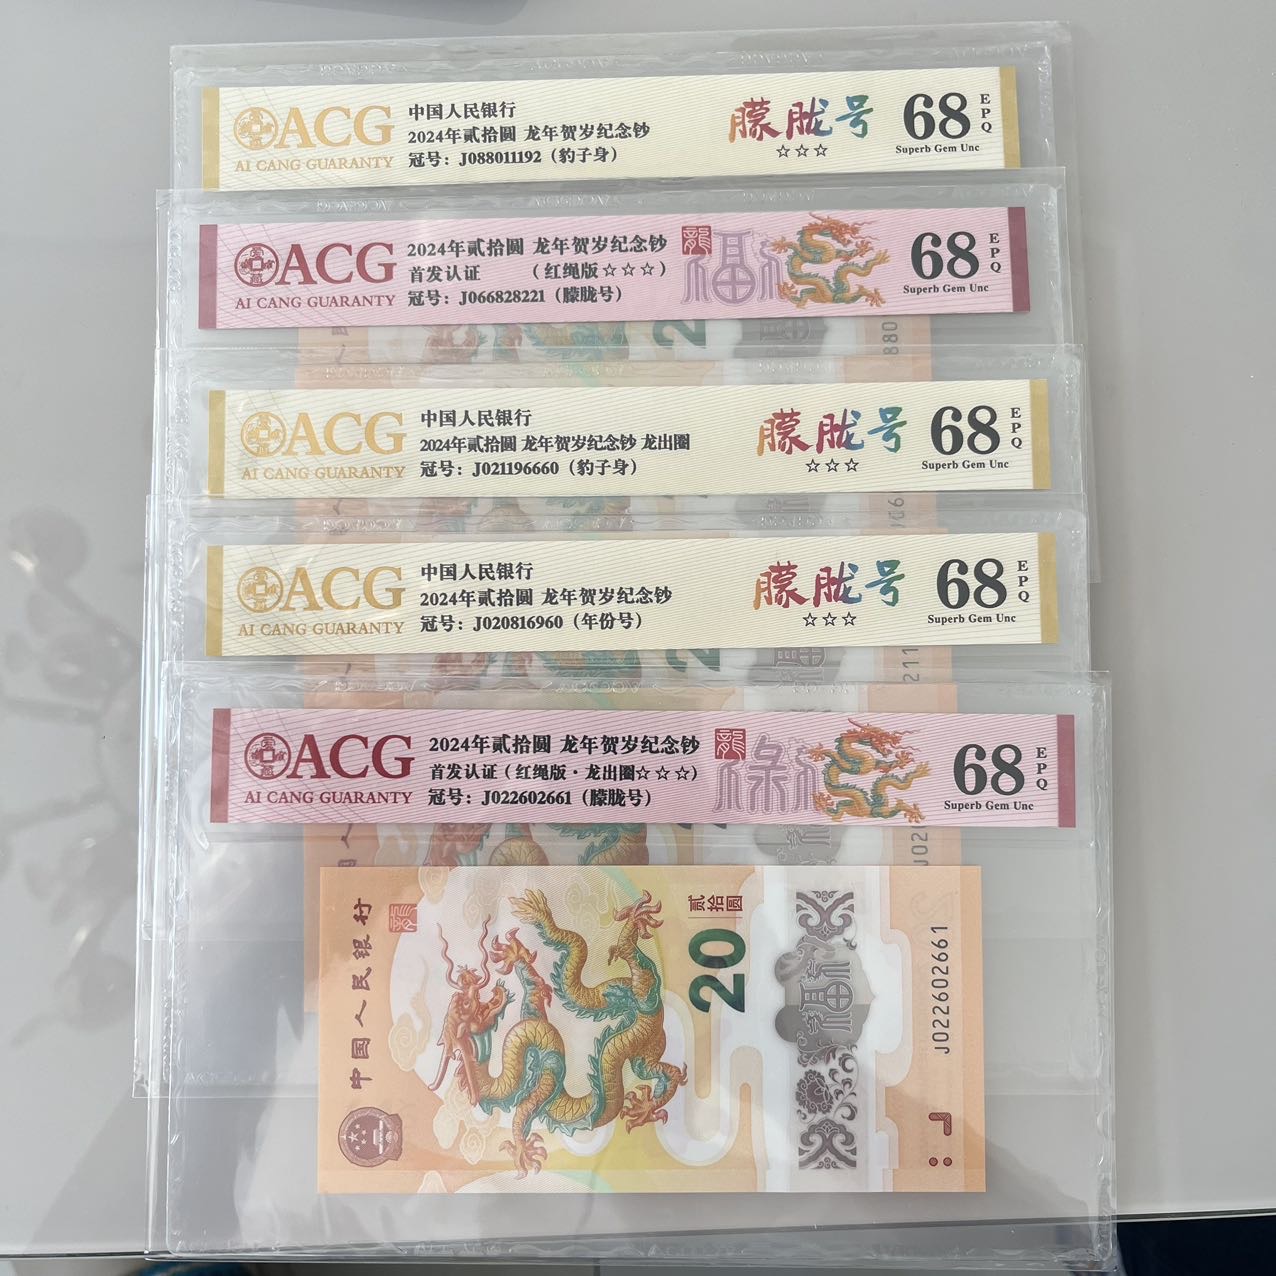 ACG
AI CANG GUARANTY
中国人民银行
2024年贰拾圆 龙年贺岁纪念钞
冠号：J088011192（豹子身）
朦胧号
☆☆☆
68
EPQ
Superb Gem Unc
ACG
AI CANG GUARANTY
2024年贰拾圆 龙年贺岁纪念钞
首发认证 （红绳版☆☆☆）
冠号：J066828221（朦胧号）
龍
福
68
EPQ
Superb Gem Unc
880
ACG
AI CANG GUARANTY
中国人民银行
2024年贰拾圆 龙年贺岁纪念钞 龙出圈
冠号：J021196660（豹子身）
朦胧号
☆☆☆
68
EPQ
Superb Gem Unc
ACG
AI CANG GUARANTY
中国人民银行
2024年贰拾圆 龙年贺岁纪念钞
冠号：J020816960（年份号）
朦胧号
☆☆☆
68
EPQ
Superb Gem Unc
211
ACG
AI CANG GUARANTY
2024年贰拾圆 龙年贺岁纪念钞
首发认证（红绳版·龙出圈☆☆☆）
冠号：J022602661（朦胧号）
龍
禄
68
EPQ
Superb Gem Unc
J02
中国人民银行
贰拾圆
20
福
J022602661